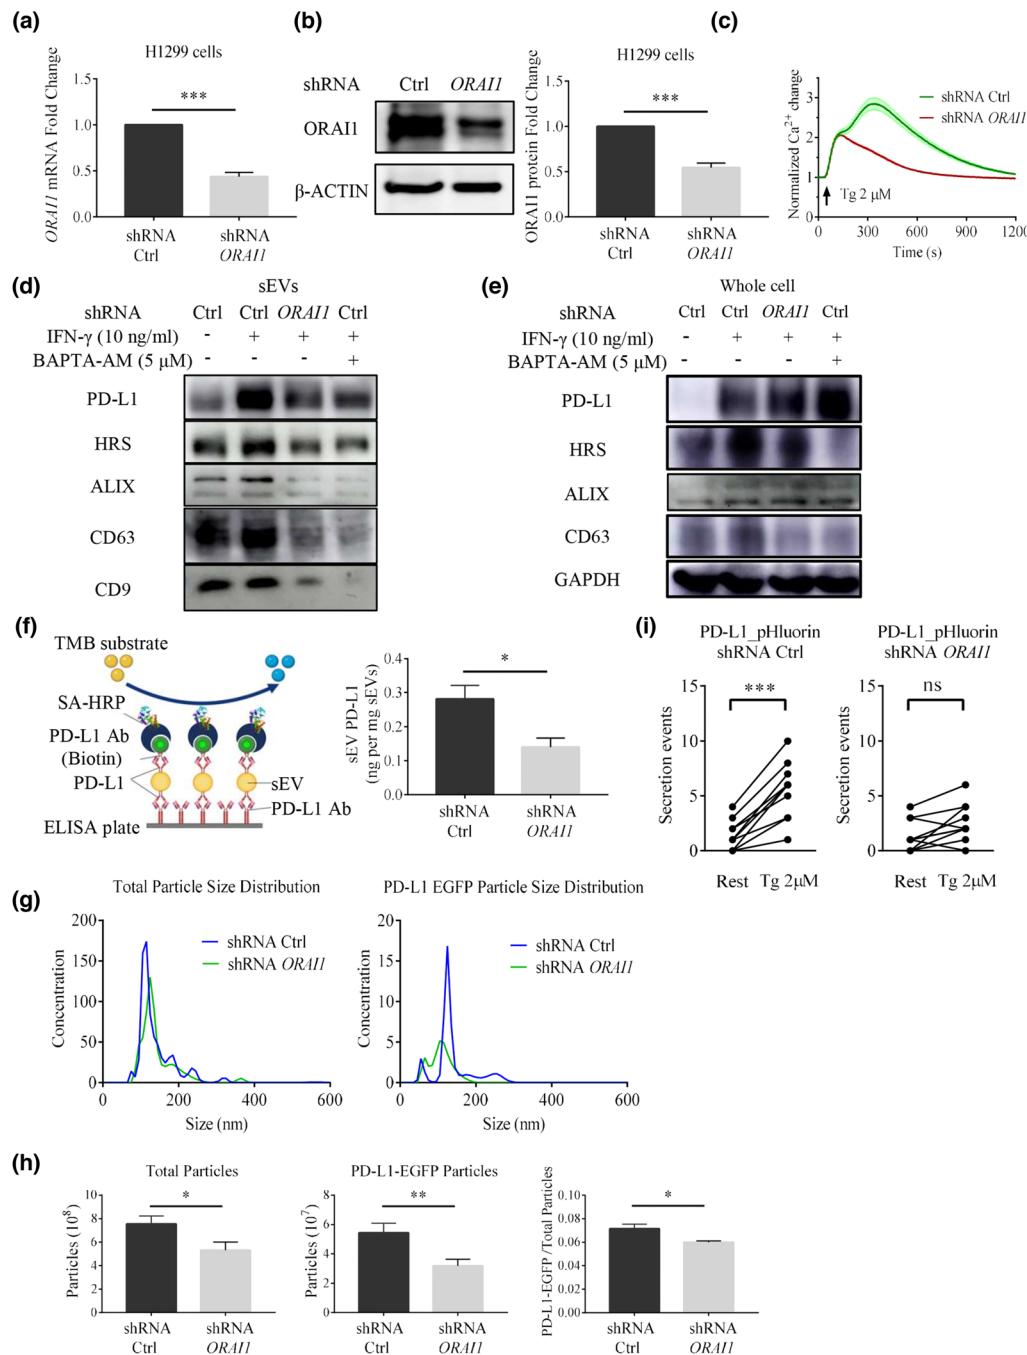 (a)
H1299 cells
ORAI1 mRNA Fold Change
1.5
1.0
0.5
0.0
***
shRNA
Ctrl
shRNA
ORAI1
(b)
shRNA
Ctrl
ORAI1
ORAI1
β-ACTIN
H1299 cells
ORAI1 protein Fold Change
1.5
1.0
0.5
0.0
***
shRNA
Ctrl
shRNA
ORAI1
(c)
Normalized Ca2+ change
4
3
2
1
0
shRNA Ctrl
shRNA ORAI1
Tg 2 μM
0 300 600 900 1200
Time (s)
(d)
sEVs
shRNA Ctrl Ctrl ORAI1 Ctrl
IFN-γ (10 ng/ml) - + + +
BAPTA-AM (5 μM) - - - +
PD-L1
HRS
ALIX
CD63
CD9
(e)
Whole cell
shRNA Ctrl Ctrl ORAI1 Ctrl
IFN-γ (10 ng/ml) - + + +
BAPTA-AM (5 μM) - - - +
PD-L1
HRS
ALIX
CD63
GAPDH
(f)
TMB substrate
SA-HRP
PD-L1 Ab
(Biotin)
PD-L1
sEV
PD-L1 Ab
ELISA plate
sEV PD-L1
(ng per mg sEVs)
0.4
0.3
0.2
0.1
0.0
*
shRNA
Ctrl
shRNA
ORAI1
(i)
PD-L1_pHluorin
shRNA Ctrl
Secretion events
15
10
5
0
***
Rest Tg 2μM
PD-L1_pHluorin
shRNA ORAI1
Secretion events
15
10
5
0
ns
Rest Tg 2μM
(g)
Total Particle Size Distribution
Concentration
200
150
100
50
0
shRNA Ctrl
shRNA ORAI1
0 200 400 600
Size (nm)
PD-L1 EGFP Particle Size Distribution
Concentration
20
15
10
5
0
shRNA Ctrl
shRNA ORAI1
0 200 400 600
Size (nm)
(h)
Total Particles
Particles (10^8)
10
8
6
4
2
0
*
shRNA
Ctrl
shRNA
ORAI1
PD-L1-EGFP Particles
Particles (10^7)
8
6
4
2
0
**
shRNA
Ctrl
shRNA
ORAI1
PD-L1-EGFP /Total Particles
0.10
0.08
0.06
0.04
0.02
0.00
*
shRNA
Ctrl
shRNA
ORAI1